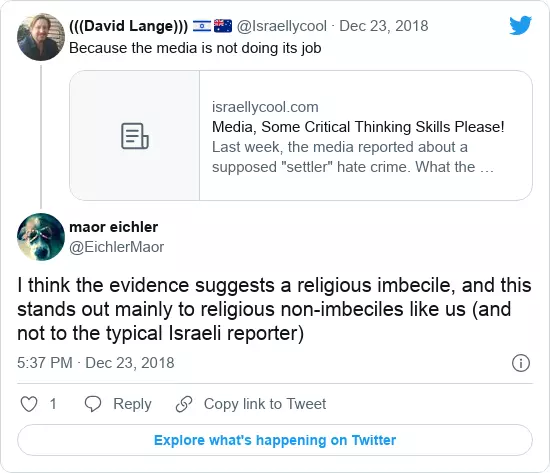 (((David Lange))) 🇮🇱 🇦🇺 @Israellycool · Dec 23, 2018
Because the media is not doing its job
israellycool.com
Media, Some Critical Thinking Skills Please!
Last week, the media reported about a
supposed "settler" hate crime. What the …
maor eichler
@EichlerMaor
I think the evidence suggests a religious imbecile, and this
stands out mainly to religious non-imbeciles like us (and
not to the typical Israeli reporter)
5:37 PM · Dec 23, 2018
1 Reply Copy link to Tweet
Explore what's happening on Twitter